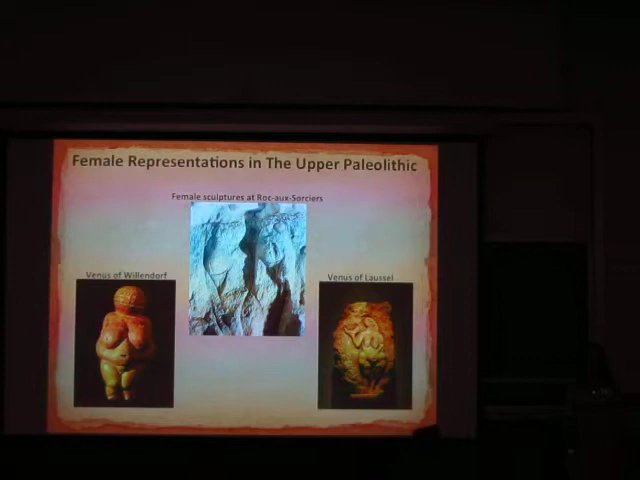 Female Representations in The Upper Paleolithic
Female sculptures at Roc-aux-Sorciers
Venus of Willendorf
Venus of Laussel